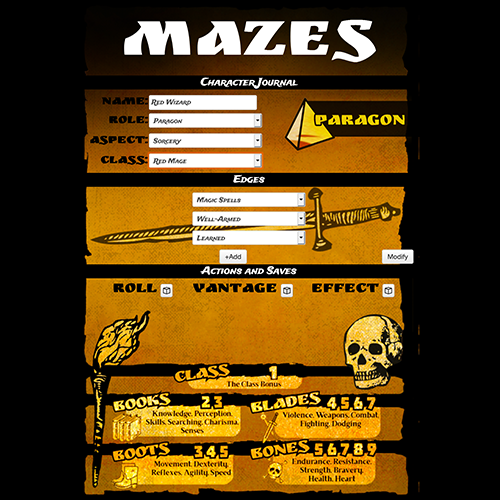 MAZES
Character Journal
NAME: Red Wizard
ROLE: Paragon
PARAGON
ASPECT: Sorcery
CLASS: Red Mage
Edges
Magic Spells
Well-Armed
Learned
+Add
Modify
Actions and Saves
ROLL VANTAGE EFFECT
CLASS 1
The Class Bonus
BOOKS 2,3
Knowledge, Perception,
Skills, Searching, Charisma,
Senses
BLADES 4,5,6,7
Violence, Weapons, Combat,
Fighting, Dodging
BOOTS 3,4,5
Movement, Dexterity,
Reflexes, Agility, Speed
BONES 5,6,7,8,9
Endurance, Resistance,
Strength, Bravery,
Health, Heart